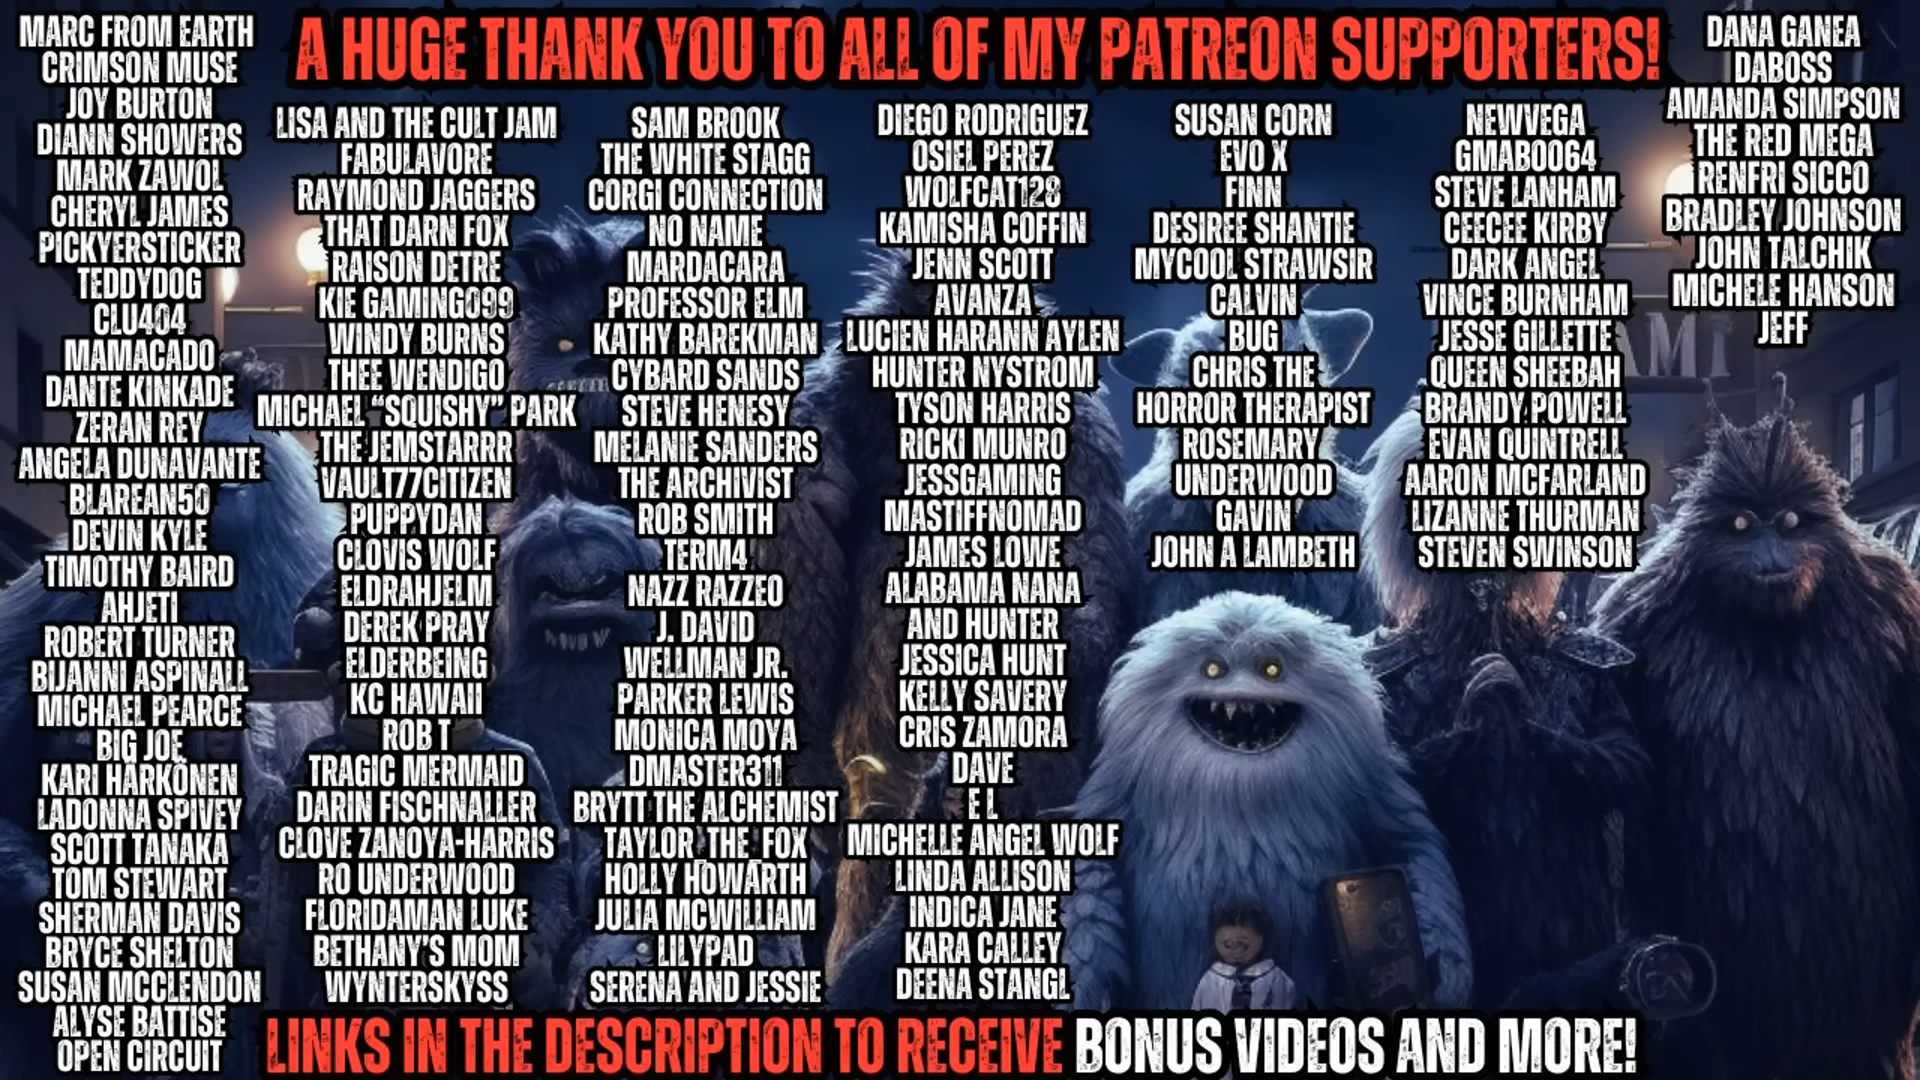 A HUGE THANK YOU TO ALL OF MY PATREON SUPPORTERS!
MARC FROM EARTH
CRIMSON MUSE
JOY BURTON
DIANN SHOWERS
MARK ZAWOL
CHERYL JAMES
PICKYERSTICKER
TEDDYDOG
CLU404
MAMACADO
DANTE KINKADE
ZERAN REY
ANGELA DUNAVANTE
BLAREAN50
DEVIN KYLE
TIMOTHY BAIRD
AHJETI
ROBERT TURNER
BIJANNI ASPINALL
MICHAEL PEARCE
BIG JOE
KARI HÄRKÖNEN
LADONNA SPIVEY
SCOTT TANAKA
TOM STEWART
SHERMAN DAVIS
BRYCE SHELTON
SUSAN MCCLENDON
ALYSE BATTISE
OPEN CIRCUIT
LISA AND THE CULT JAM
FABULAVORE
RAYMOND JAGGERS
THAT DARN FOX
RAISON DETRE
KIE GAMING099
WINDY BURNS
THEE WENDIGO
MICHAEL “SQUISHY” PARK
THE JEMSTARRR
VAULT77CITIZEN
PUPPYDAN
CLOVIS WOLF
ELDRAHJELM
DEREK PRAY
ELDERBEING
KC HAWAII
ROB T
TRAGIC MERMAID
DARIN FISCHNALLER
CLOVE ZANOYA-HARRIS
RO UNDERWOOD
FLORIDAMAN LUKE
BETHANY’S MOM
WYNTERSKYSS
SAM BROOK
THE WHITE STAGG
CORGI CONNECTION
NO NAME
MARDACARA
PROFESSOR ELM
KATHY BAREKMAN
CYBARD SANDS
STEVE HENESY
MELANIE SANDERS
THE ARCHIVIST
ROB SMITH
TERM4
NAZZ RAZZEO
J. DAVID
WELLMAN JR.
PARKER LEWIS
MONICA MOYA
DMASTER311
BRYTT THE ALCHEMIST
TAYLOR_THE_FOX
HOLLY HOWARTH
JULIA MCWILLIAM
LILYPAD
SERENA AND JESSIE
DIEGO RODRIGUEZ
OSIEL PEREZ
WOLFCAT128
KAMISHA COFFIN
JENN SCOTT
AVANZA
LUCIEN HARANN AYLEN
HUNTER NYSTROM
TYSON HARRIS
RICKI MUNRO
JESSGAMING
MASTIFFNOMAD
JAMES LOWE
ALABAMA NANA
AND HUNTER
JESSICA HUNT
KELLY SAVERY
CRIS ZAMORA
DAVE
E L
MICHELLE ANGEL WOLF
LINDA ALLISON
INDICA JANE
KARA CALLEY
DEENA STANGL
SUSAN CORN
EVO X
FINN
DESIREE SHANTIE
MYCOOL STRAWSIR
CALVIN
BUG
CHRIS THE
HORROR THERAPIST
ROSEMARY
UNDERWOOD
GAVIN
JOHN A LAMBETH
NEWVEGA
GMAB0064
STEVE LANHAM
CEECEE KIRBY
DARK ANGEL
VINCE BURNHAM
JESSE GILLETTE
QUEEN SHEEBAH
BRANDY POWELL
EVAN QUINTRELL
AARON MCFARLAND
LIZANNE THURMAN
STEVEN SWINSON
DANA GANEA
DABOSS
AMANDA SIMPSON
THE RED MEGA
RENFRI SICCO
BRADLEY JOHNSON
JOHN TALCHIK
MICHELE HANSON
JEFF
LINKS IN THE DESCRIPTION TO RECEIVE BONUS VIDEOS AND MORE!